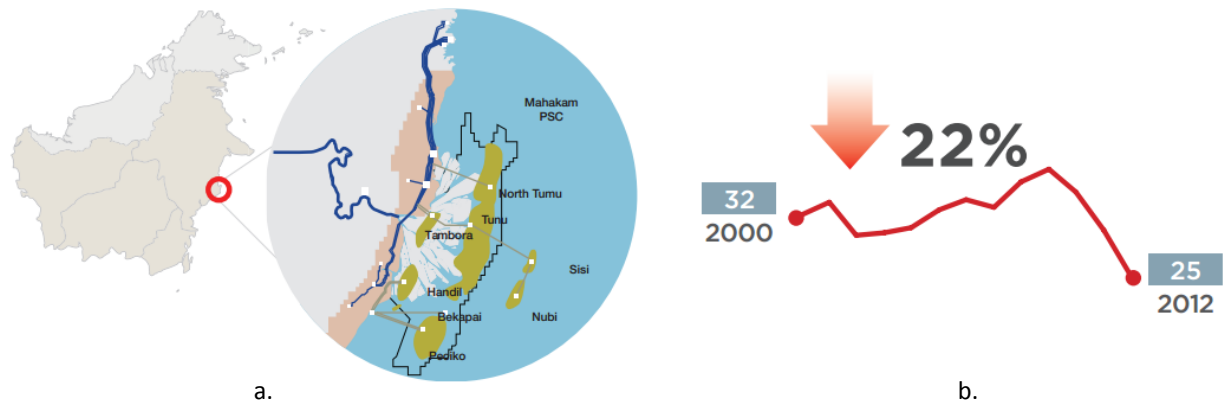 Mahakam
PSC
North Tumu
Tunu
Tambora
Sisi
Handil
Nubi
Bekapai
Peciko
a.
22%
32
2000
25
2012
b.